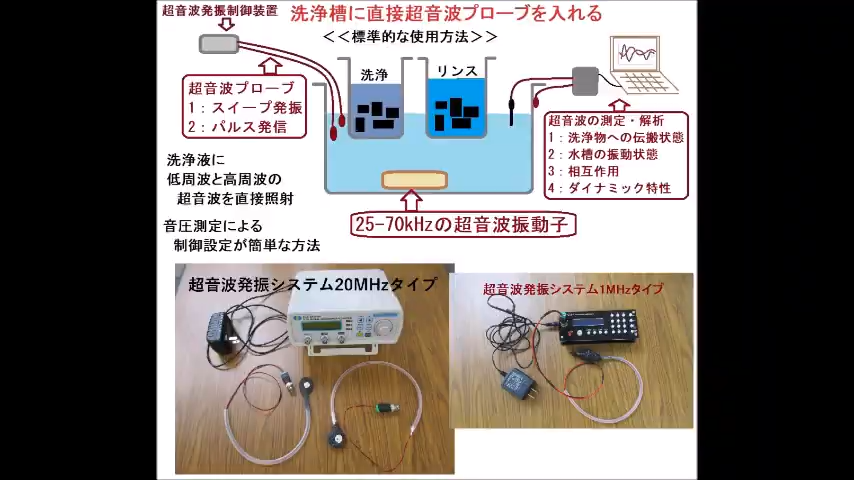 超音波発振制御装置
洗浄槽に直接超音波プローブを入れる
＜＜標準的な使用方法＞＞
洗浄
リンス
超音波プローブ
1：スイープ発振
2：パルス発信
超音波の測定・解析
1：洗浄物への伝搬状態
2：水槽の振動状態
3：相互作用
4：ダイナミック特性
洗浄液に
低周波と高周波の
超音波を直接照射
音圧測定による
制御設定が簡単な方法
25-70kHzの超音波振動子
超音波発振システム20MHzタイプ
超音波発振システム1MHzタイプ